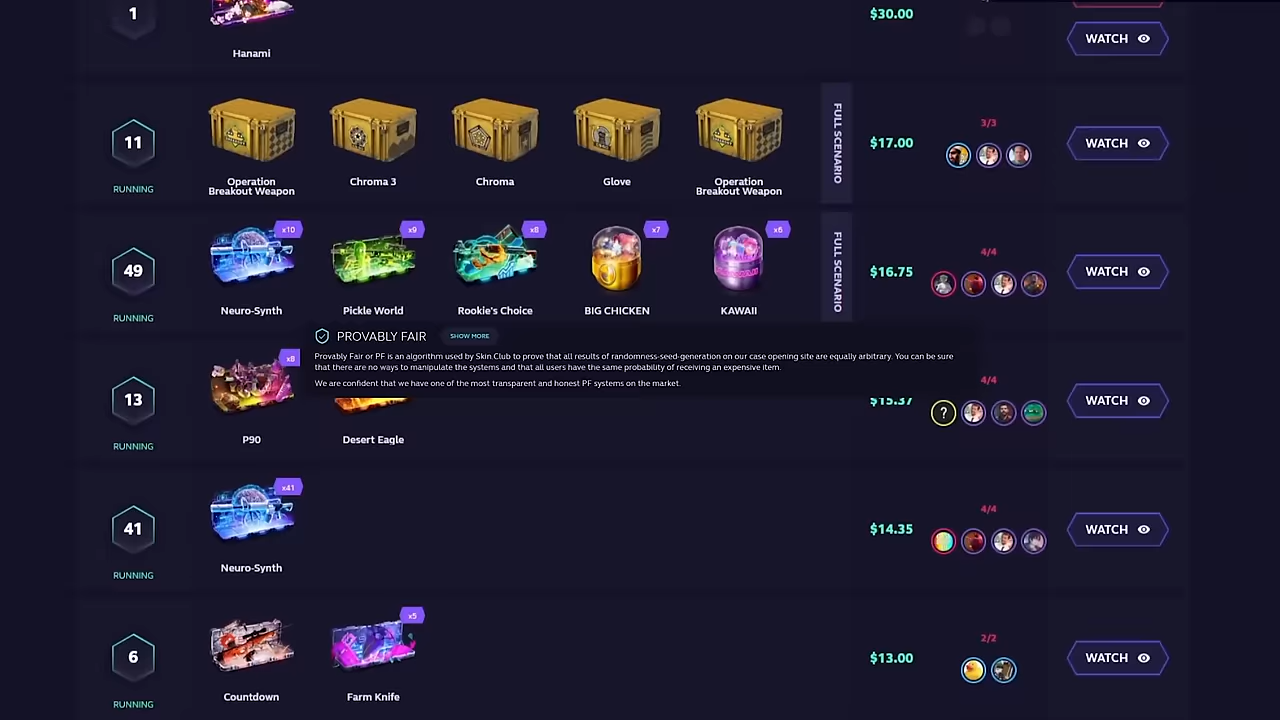 1
$30.00
WATCH
Hanami
11
RUNNING
Operation
Breakout Weapon
Chroma 3
Chroma
Glove
Operation
Breakout Weapon
FULL SCENARIO
$17.00
3/3
WATCH
49
RUNNING
x10
Neuro-Synth
x9
Pickle World
x8
Rookie's Choice
x7
BIG CHICKEN
x6
KAWAII
FULL SCENARIO
$16.75
4/4
WATCH
PROVABLY FAIR
SHOW MORE
Provably Fair or PF is an algorithm used by Skin.Club to prove that all results of randomness-seed-generation on our case opening site are equally arbitrary. You can be sure
that there are no ways to manipulate the systems and that all users have the same probability of receiving an expensive item.
We are confident that we have one of the most transparent and honest PF systems on the market.
13
RUNNING
x8
P90
Desert Eagle
$15.37
4/4
?
WATCH
41
RUNNING
x41
Neuro-Synth
$14.35
4/4
WATCH
6
RUNNING
Countdown
x5
Farm Knife
$13.00
2/2
WATCH